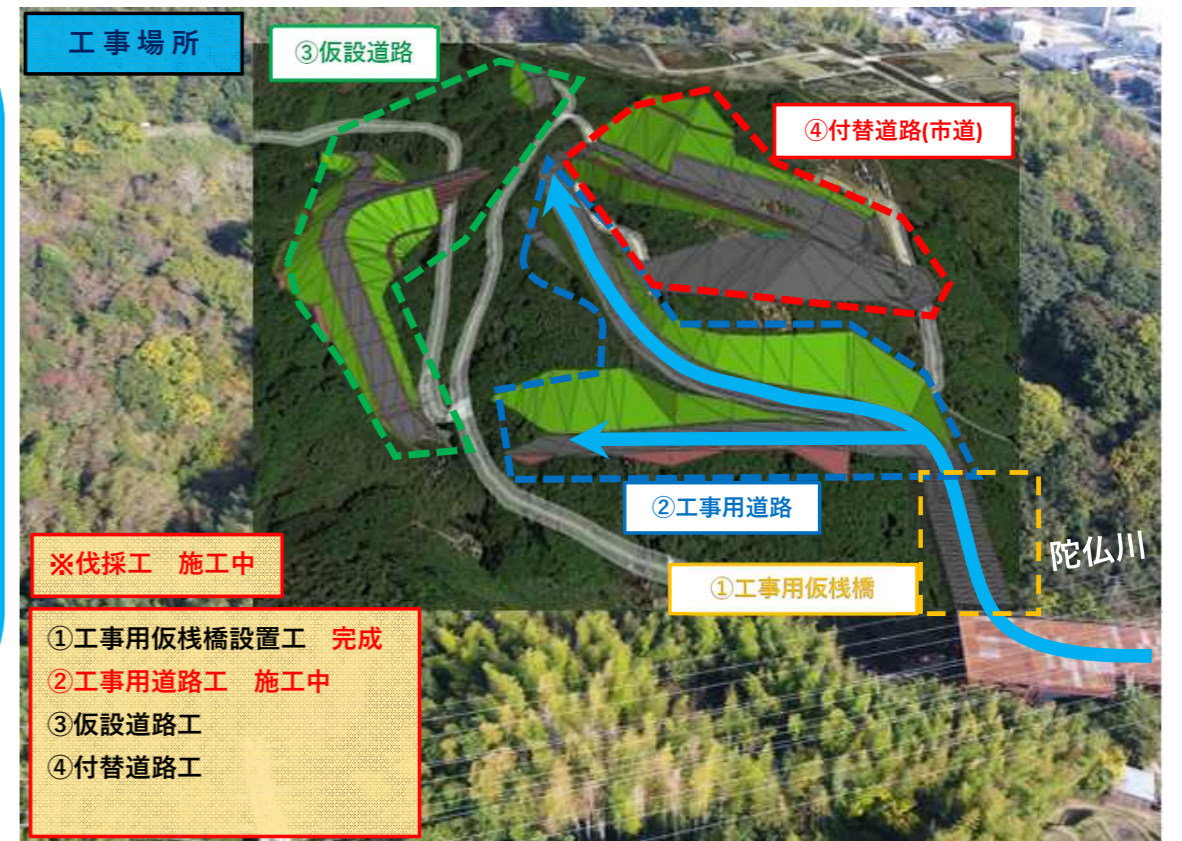 工事場所
③仮設道路
④付替道路(市道)
②工事用道路
①工事用仮桟橋
陀仏川
※伐採工　施工中
①工事用仮桟橋設置工　完成
②工事用道路工　施工中
③仮設道路工
④付替道路工